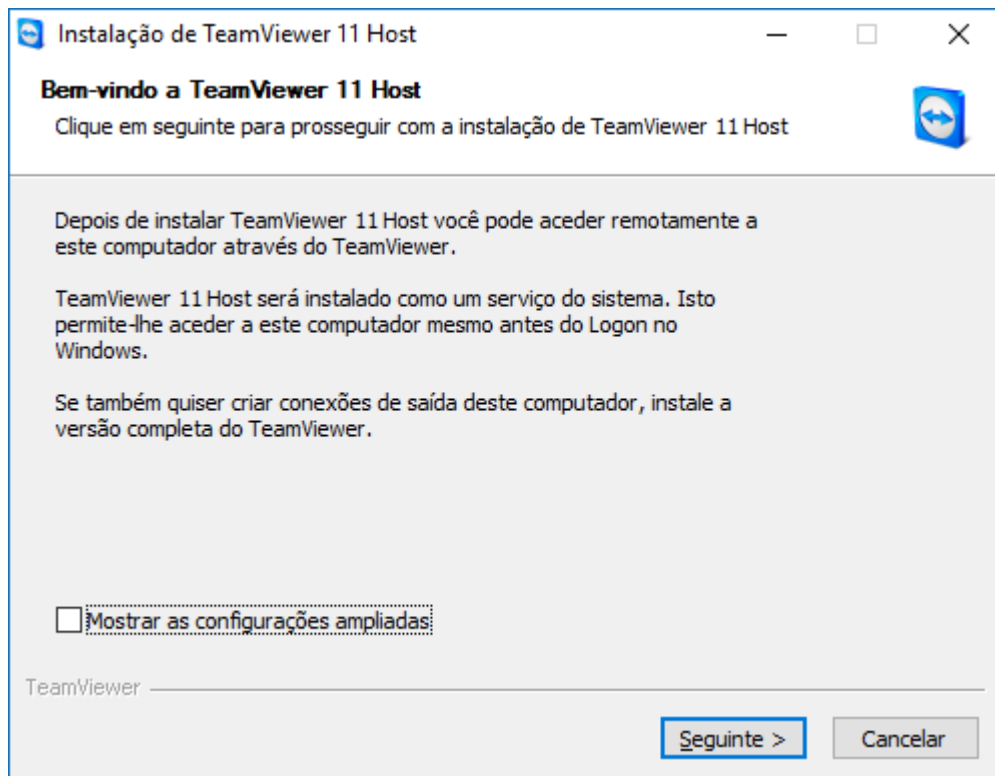 Instalação de TeamViewer 11 Host
Bem-vindo a TeamViewer 11 Host
Clique em seguinte para prosseguir com a instalação de TeamViewer 11 Host
Depois de instalar TeamViewer 11 Host você pode aceder remotamente a
este computador através do TeamViewer.
TeamViewer 11 Host será instalado como um serviço do sistema. Isto
permite-lhe aceder a este computador mesmo antes do Logon no
Windows.
Se também quiser criar conexões de saída deste computador, instale a
versão completa do TeamViewer.
Mostrar as configurações ampliadas
TeamViewer
Seguinte >
Cancelar